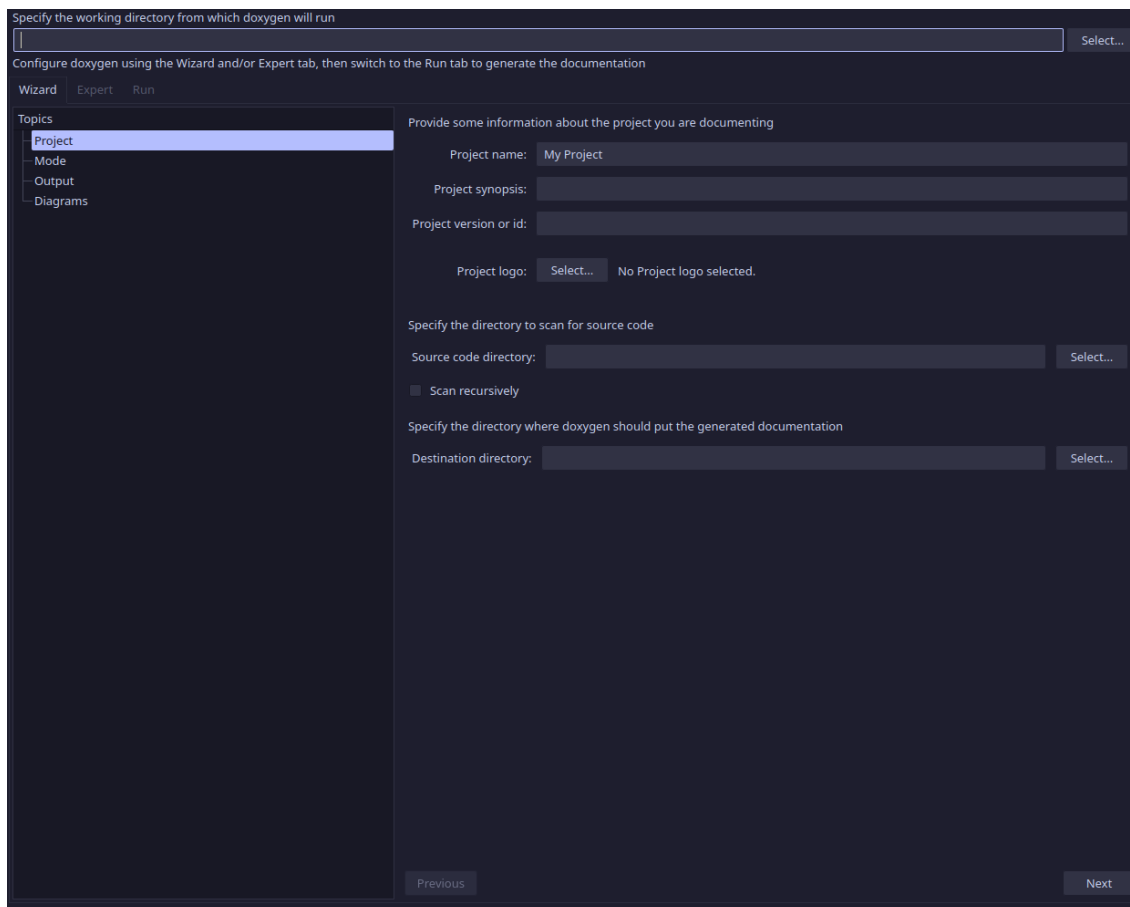 Specify the working directory from which doxygen will run
Select...
Configure doxygen using the Wizard and/or Expert tab, then switch to the Run tab to generate the documentation
Wizard Expert Run
Topics
Project
Mode
Output
Diagrams
Provide some information about the project you are documenting
Project name: My Project
Project synopsis:
Project version or id:
Project logo: Select... No Project logo selected.
Specify the directory to scan for source code
Source code directory: Select...
Scan recursively
Specify the directory where doxygen should put the generated documentation
Destination directory: Select...
Previous Next